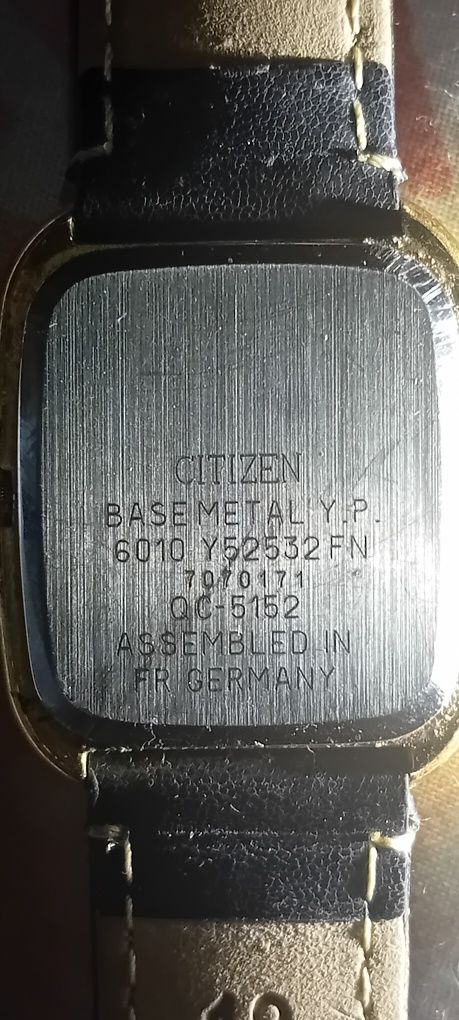 CITIZEN
BASE METAL Y.P.
6010 Y52532 FN
7070171
QC-5152
ASSEMBLED IN
FR GERMANY